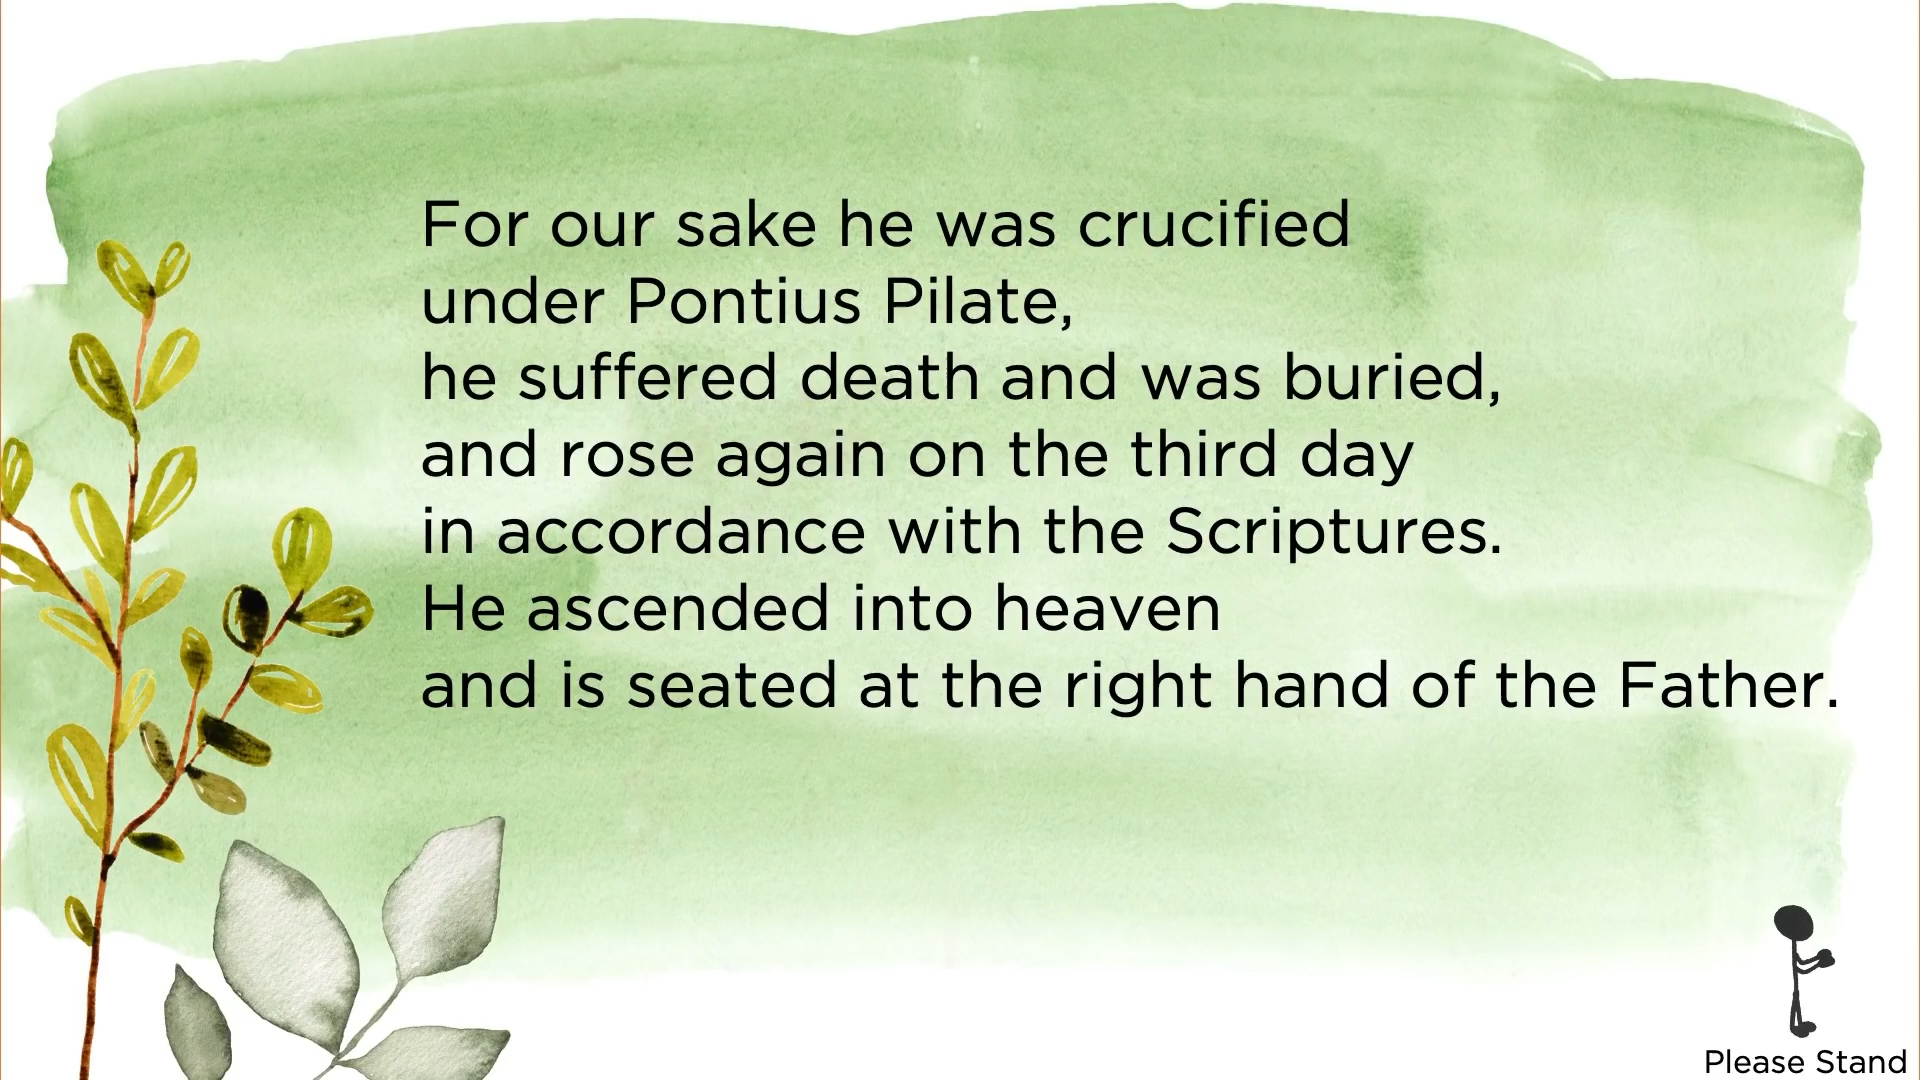 For our sake he was crucified
under Pontius Pilate,
he suffered death and was buried,
and rose again on the third day
in accordance with the Scriptures.
He ascended into heaven
and is seated at the right hand of the Father.
Please Stand